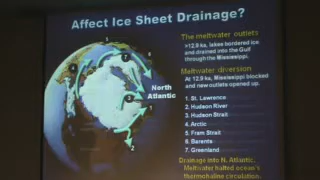 Affect Ice Sheet Drainage?
The meltwater outlets
>12.9 ka, lakes bordered ice
and drained into the Gulf
through the Mississippi.
Meltwater diversion
At 12.9 ka, Mississippi blocked
and new outlets opened up.
North
Atlantic
1. St. Lawrence
2. Hudson River
3. Hudson Strait
4. Arctic
5. Fram Strait
6. Barents
7. Greenland
Drainage into N. Atlantic.
Meltwater halted ocean's
thermohaline circulation.